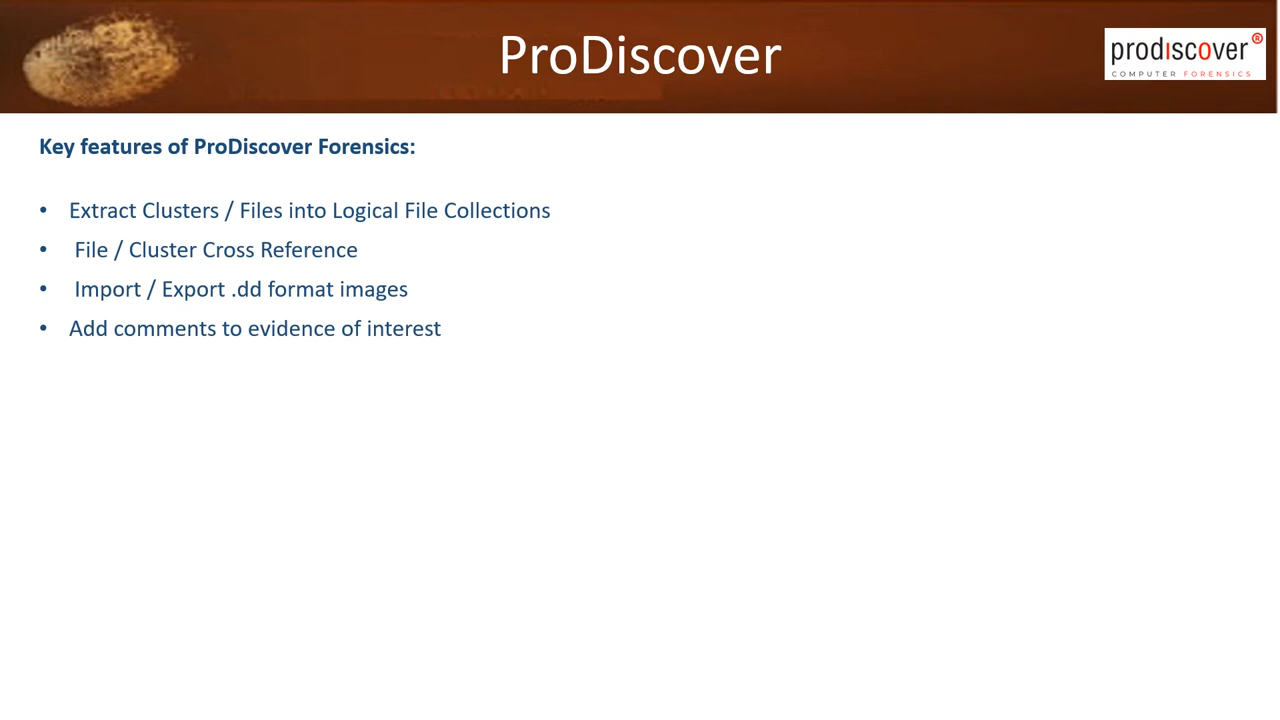 ProDiscover
prodiscover®
COMPUTER FORENSICS
Key features of ProDiscover Forensics:
• Extract Clusters / Files into Logical File Collections
• File / Cluster Cross Reference
• Import / Export .dd format images
• Add comments to evidence of interest